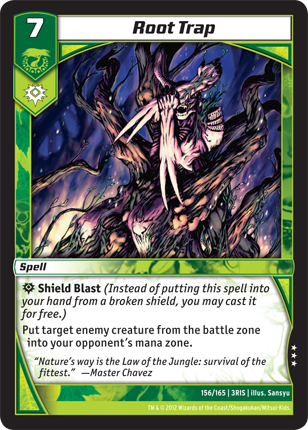 7
Root Trap
Spell
Shield Blast (Instead of putting this spell into
your hand from a broken shield, you may cast it
for free.)
Put target enemy creature from the battle zone
into your opponent's mana zone.
"Nature's way is the Law of the Jungle: survival of the
fittest." —Master Chavez
156/165 | 3RIS | illus. Sansyu
TM & © 2012 Wizards of the Coast/Shogakukan/Mitsui-Kids.